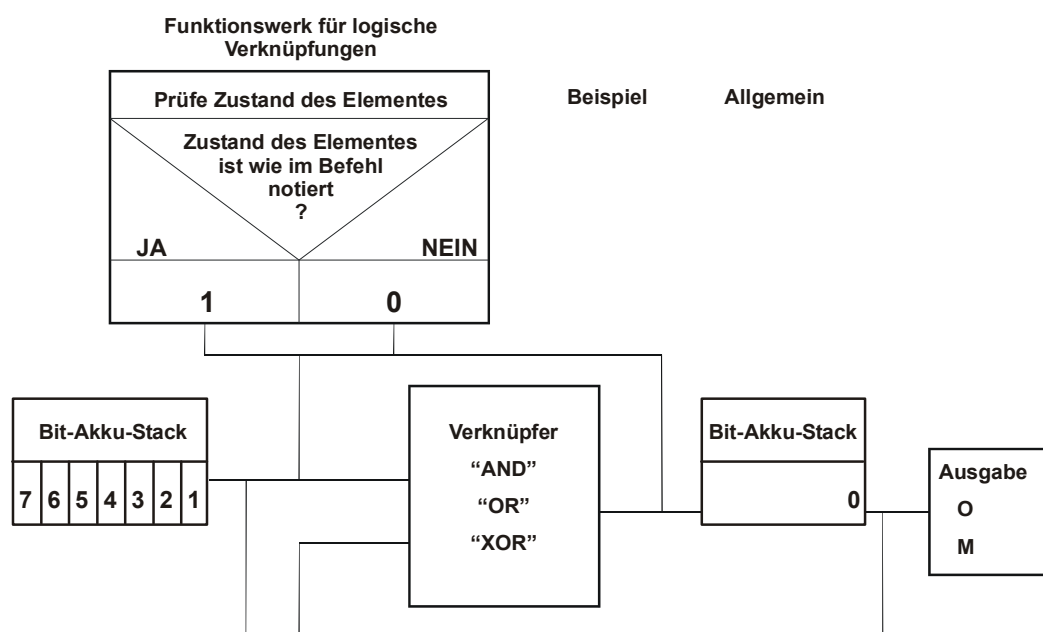 Funktionswerk für logische
Verknüpfungen
Prüfe Zustand des Elementes
Beispiel
Allgemein
Zustand des Elementes
ist wie im Befehl
notiert
?
JA
NEIN
1
0
Bit-Akku-Stack
7 6 5 4 3 2 1
Verknüpfer
“AND”
“OR”
“XOR”
Bit-Akku-Stack
0
Ausgabe
O
M